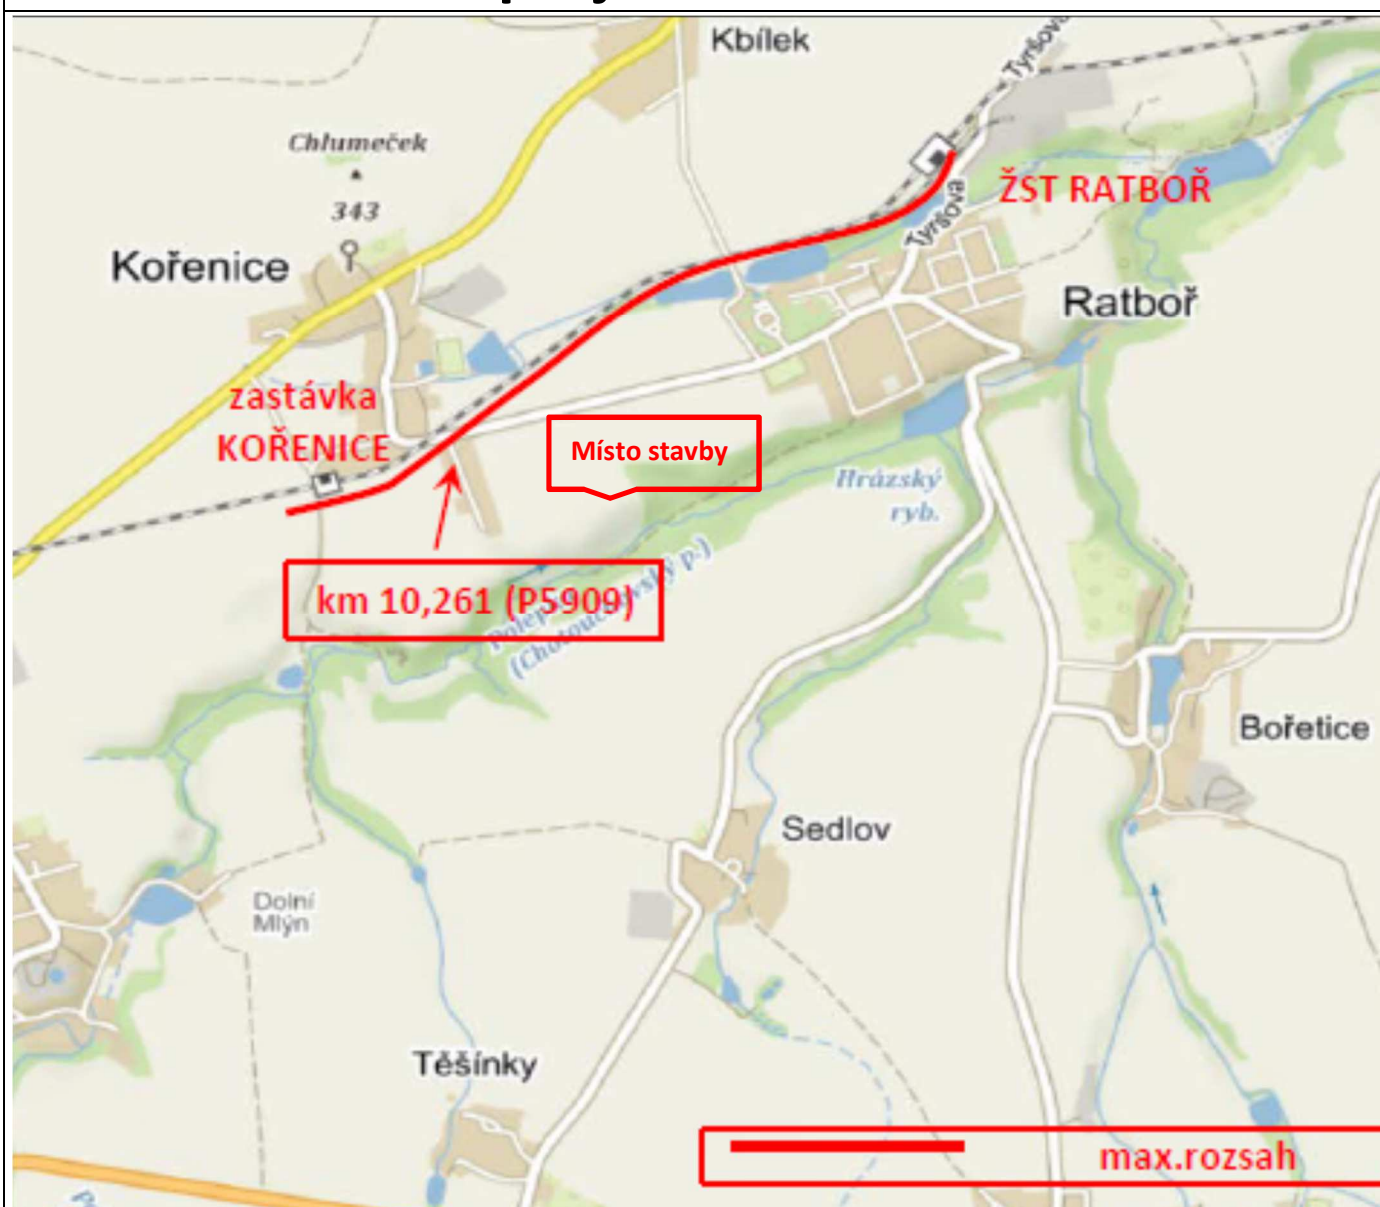 Kbílek
Tyršova
Chlumeček
343
ŽST RATBOŘ
Tyršova
Kořenice
Ratboř
zastávka
KOŘENICE
Místo stavby
Hrázský
ryb.
km 10,261 (P5909)
Bořetice
Sedlov
Dolní
Mlýn
Těšínky
max.rozsah